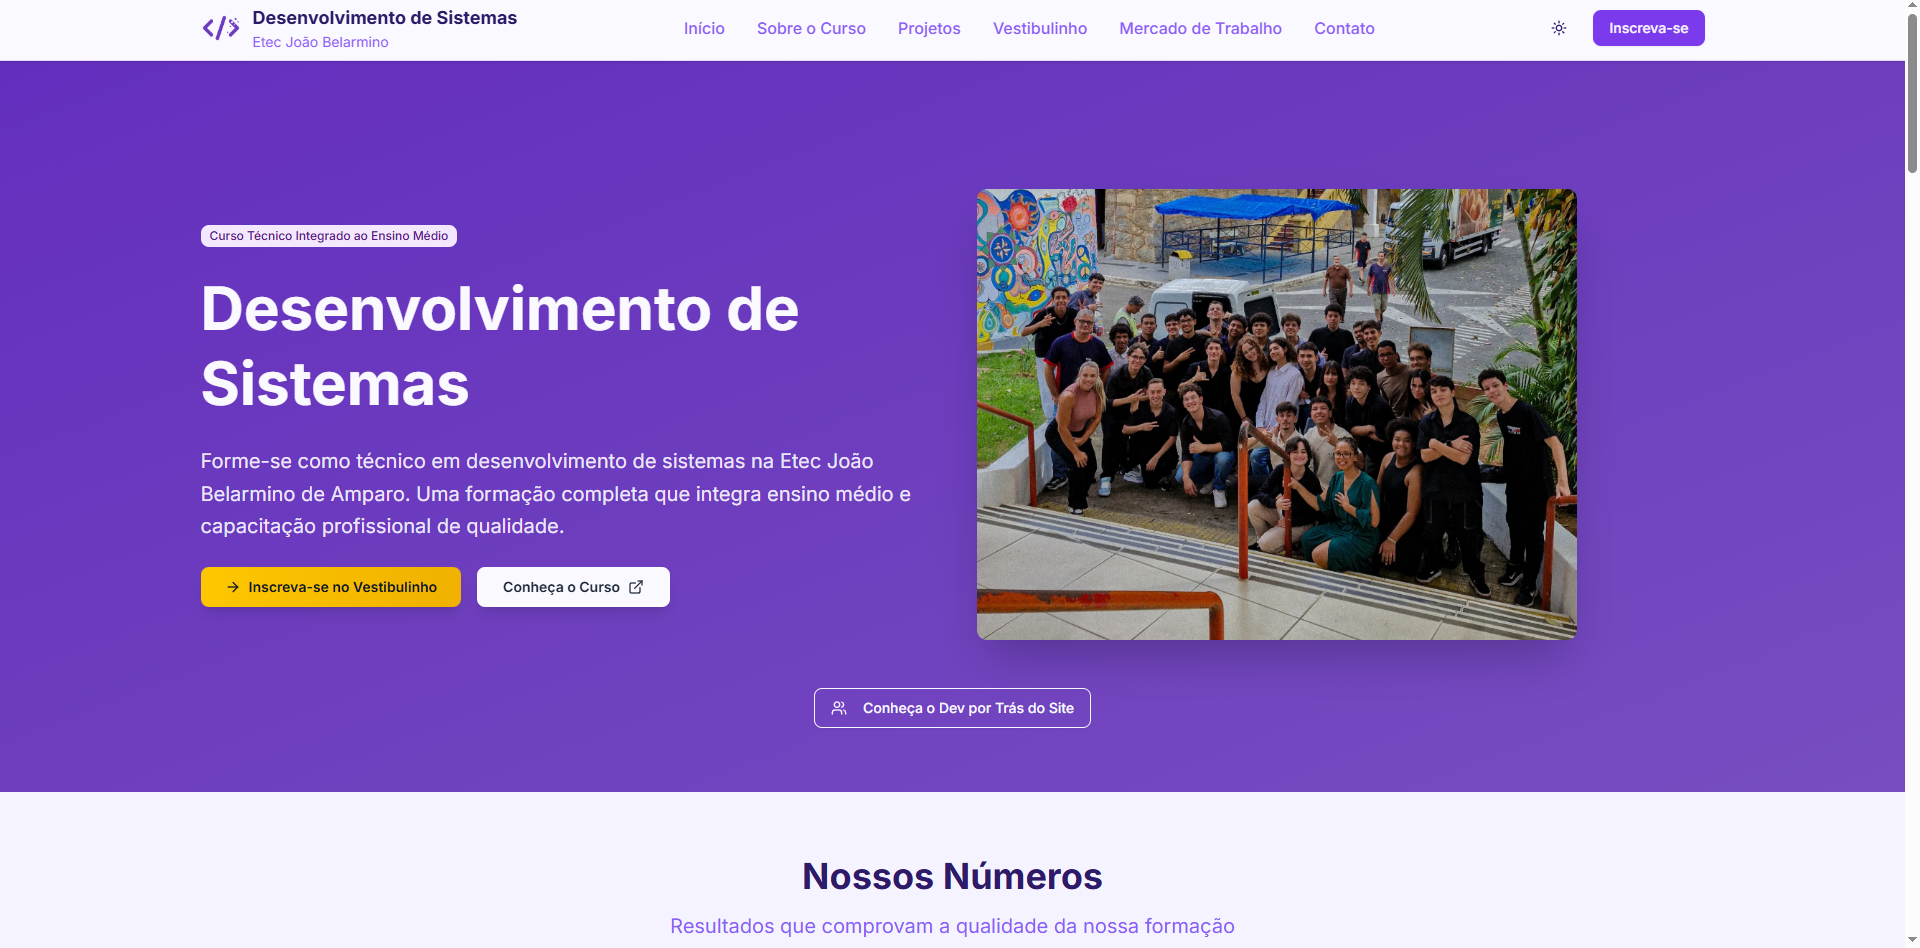 Desenvolvimento de Sistemas
Etec João Belarmino
Início
Sobre o Curso
Projetos
Vestibulinho
Mercado de Trabalho
Contato
Inscreva-se
Curso Técnico Integrado ao Ensino Médio
Desenvolvimento de
Sistemas
Forme-se como técnico em desenvolvimento de sistemas na Etec João
Belarmino de Amparo. Uma formação completa que integra ensino médio e
capacitação profissional de qualidade.
Inscreva-se no Vestibulinho
Conheça o Curso
Conheça o Dev por Trás do Site
Nossos Números
Resultados que comprovam a qualidade da nossa formação